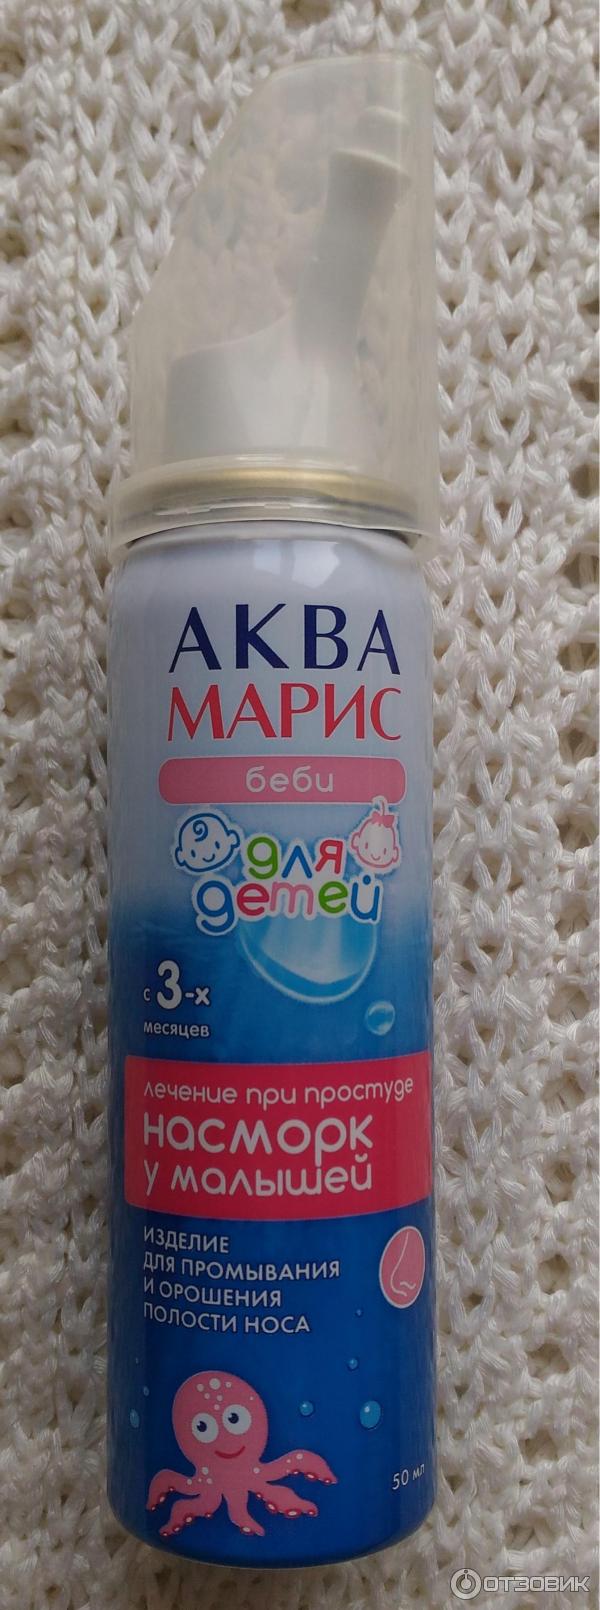 АКВА
МАРИС
беби
для
детей
с 3-х
месяцев
лечение при простуде
насморк
у малышей
ИЗДЕЛИЕ
ДЛЯ ПРОМЫВАНИЯ
И ОРОШЕНИЯ
ПОЛОСТИ НОСА
50 мл
ОТЗОВИК